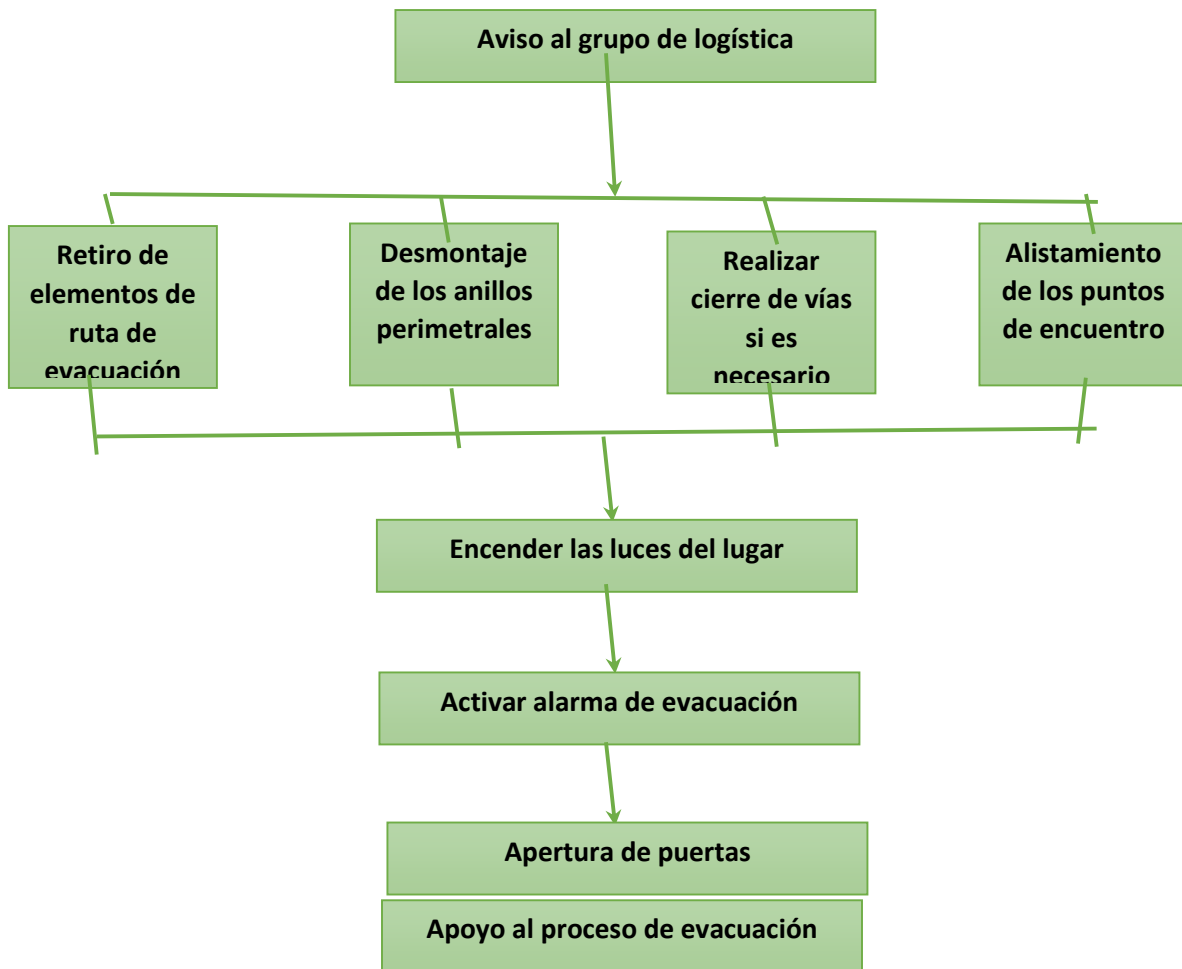 Aviso al grupo de logística
Retiro de
elementos de
ruta de
evacuación
Desmontaje
de los anillos
perimetrales
Realizar
cierre de vías
si es
necesario
Alistamiento
de los puntos
de encuentro
Encender las luces del lugar
Activar alarma de evacuación
Apertura de puertas
Apoyo al proceso de evacuación